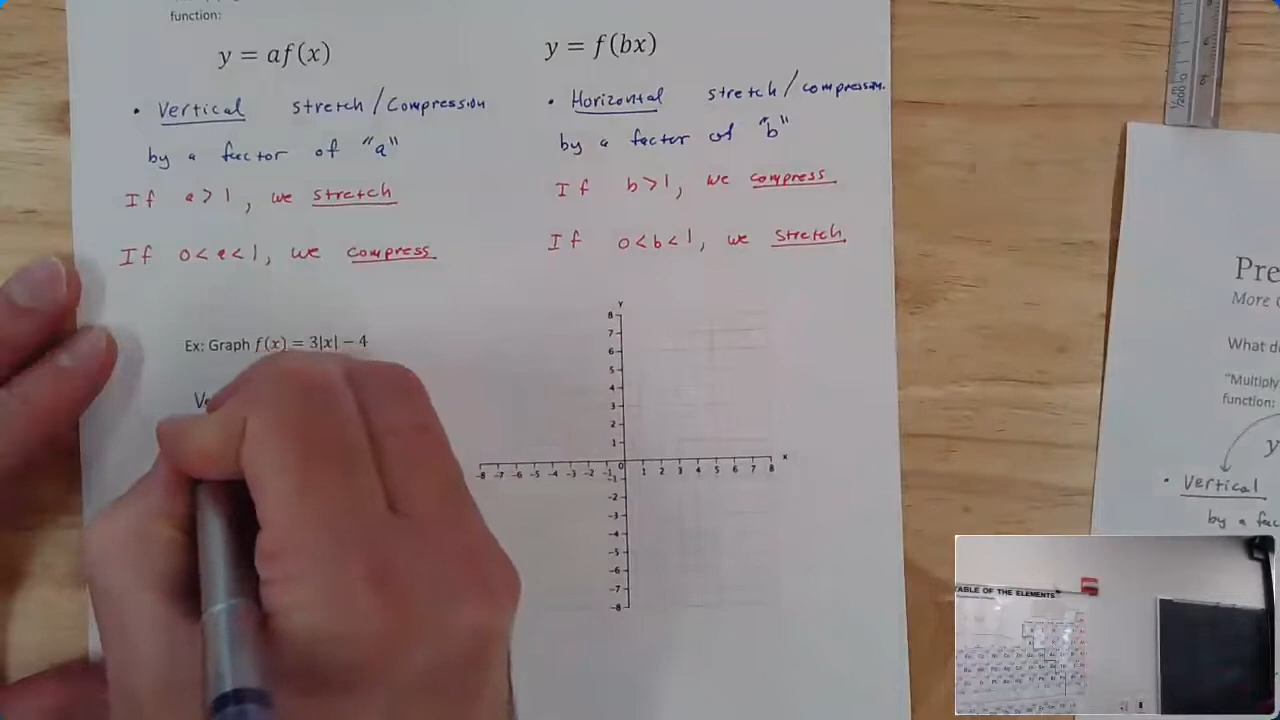 function:
y = af(x)
• Vertical stretch/Compression
by a factor of "a"
If a > 1, we stretch
If 0 < a < 1, we compress
y = f(bx)
• Horizontal stretch/compression.
by a factor of "b"
If b > 1, we compress
If 0 < b < 1, we stretch
Ex: Graph f(x) = 3|x| − 4
Ve
Y
8
7
6
5
4
3
2
1
-8 -7 -6 -5 -4 -3 -2 -1 0 1 2 3 4 5 6 7 8 x
-1
-2
-3
-4
-5
-6
-7
-8
Pre
More
What d
"Multiply
function:
y
• Vertical
by a fac
TABLE OF THE ELEMENTS